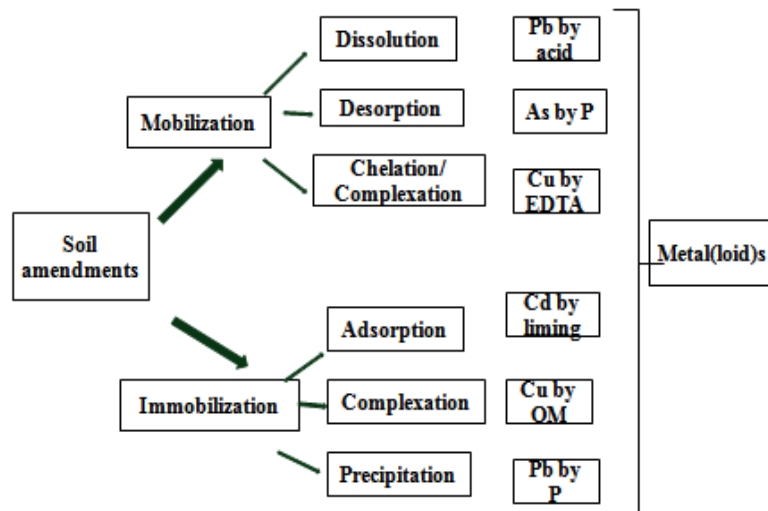 Dissolution
Pb by
acid
Mobilization
Desorption
As by P
Chelation/
Complexation
Cu by
EDTA
Soil
amendments
Metal(loid)s
Adsorption
Cd by
liming
Immobilization
Complexation
Cu by
OM
Precipitation
Pb by
P